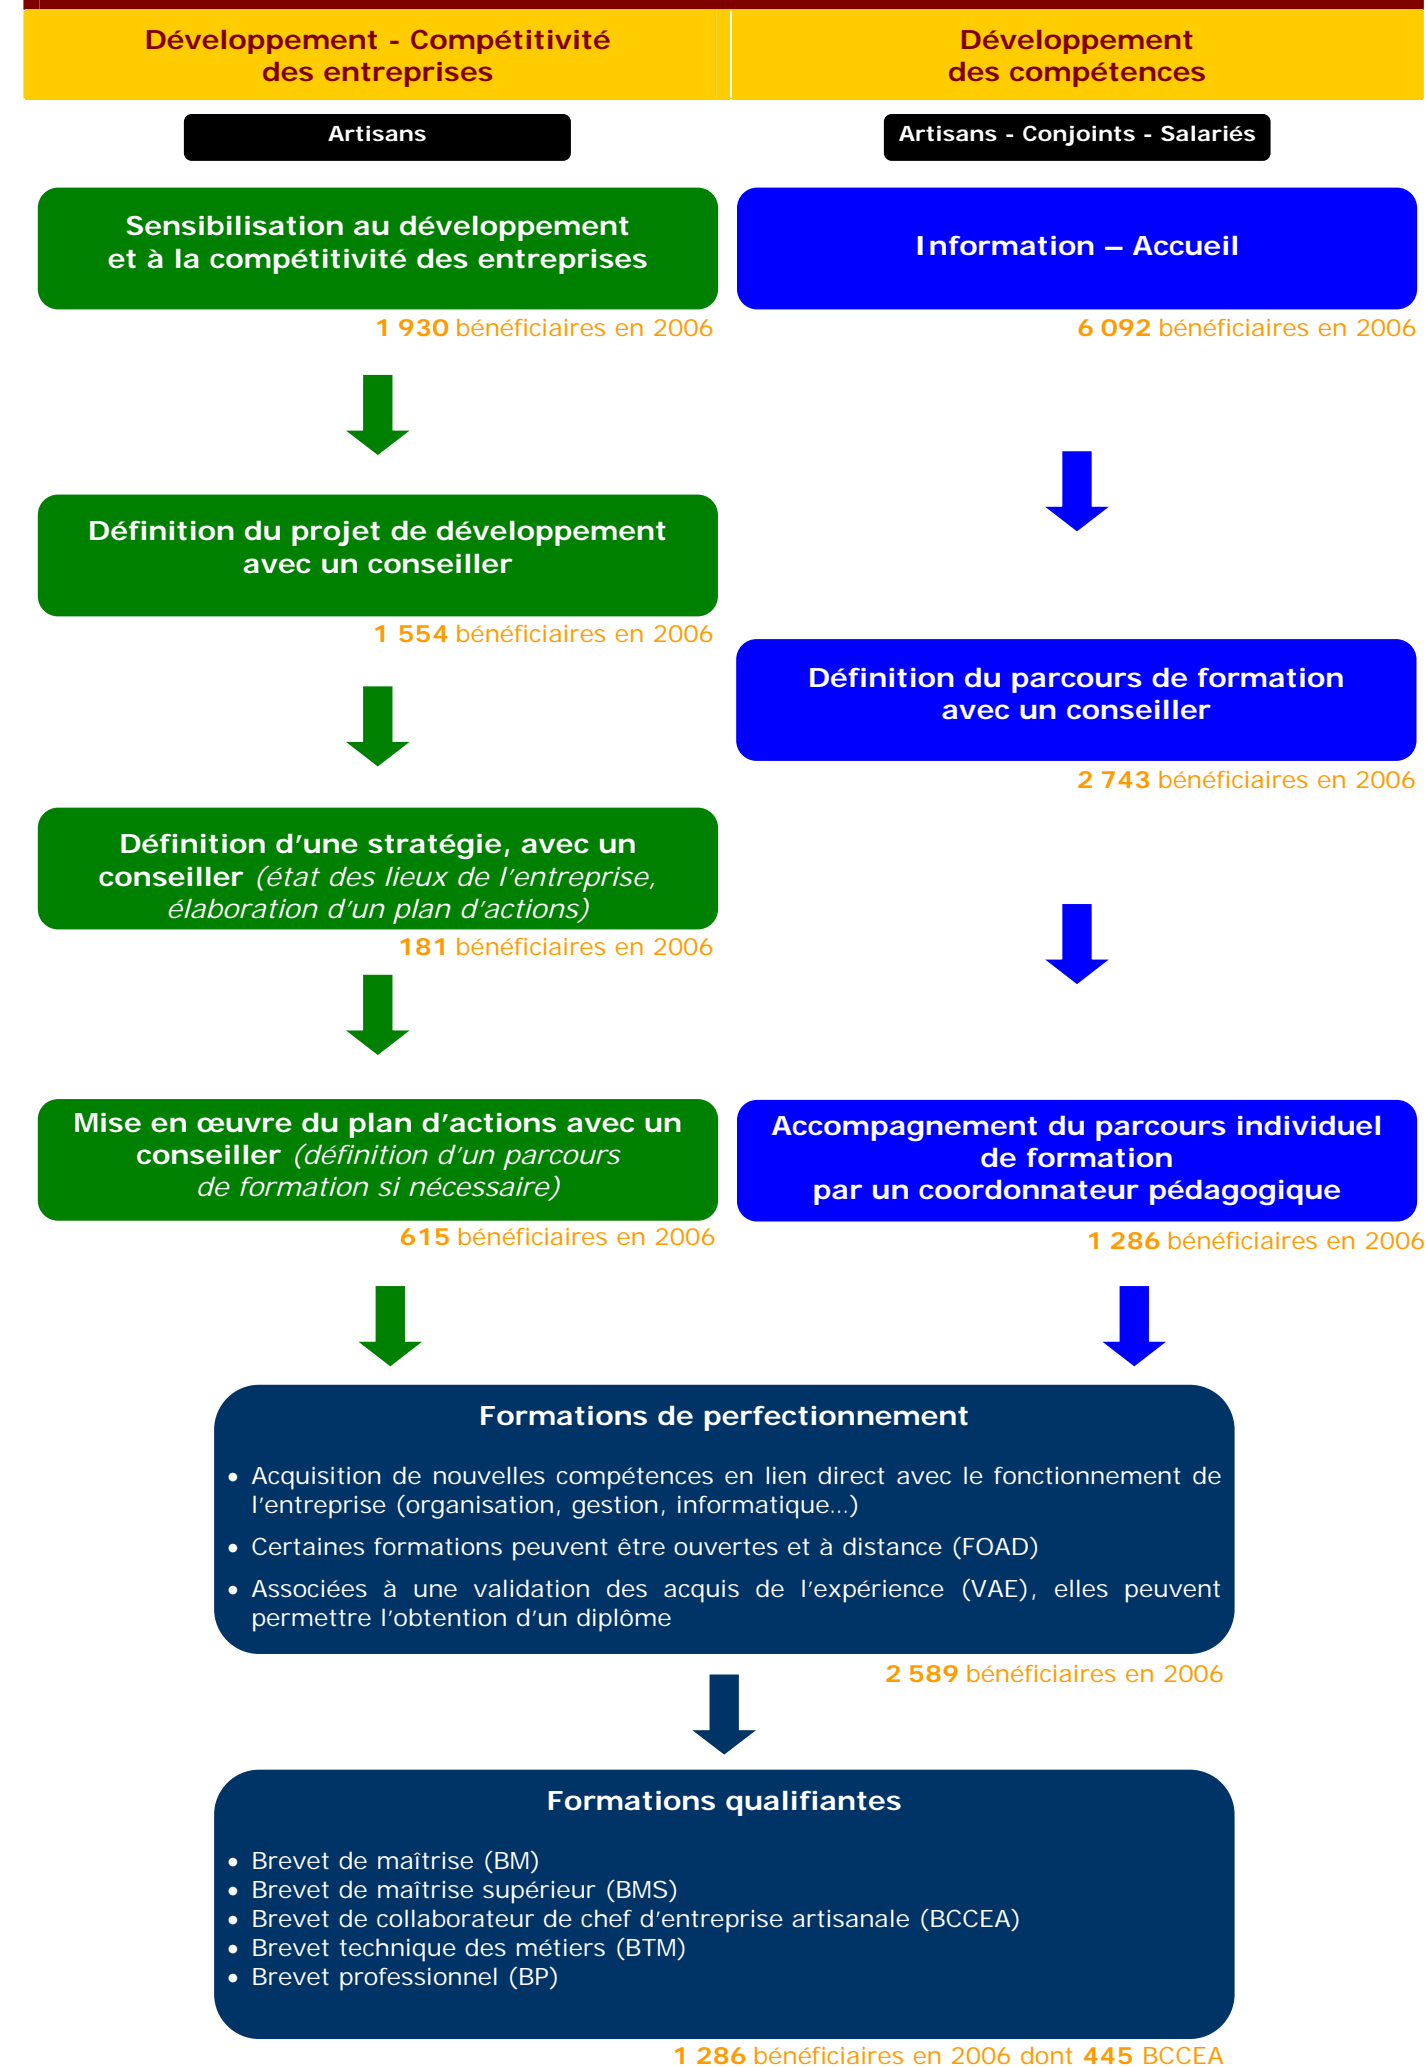 Développement - Compétitivité
des entreprises
Développement
des compétences
Artisans
Artisans - Conjoints - Salariés
Sensibilisation au développement
et à la compétitivité des entreprises
1 930 bénéficiaires en 2006
Information – Accueil
6 092 bénéficiaires en 2006
Définition du projet de développement
avec un conseiller
1 554 bénéficiaires en 2006
Définition du parcours de formation
avec un conseiller
2 743 bénéficiaires en 2006
Définition d’une stratégie, avec un
conseiller (état des lieux de l’entreprise,
élaboration d’un plan d’actions)
181 bénéficiaires en 2006
Mise en œuvre du plan d’actions avec un
conseiller (définition d’un parcours
de formation si nécessaire)
615 bénéficiaires en 2006
Accompagnement du parcours individuel
de formation
par un coordonnateur pédagogique
1 286 bénéficiaires en 2006
Formations de perfectionnement
• Acquisition de nouvelles compétences en lien direct avec le fonctionnement de
l’entreprise (organisation, gestion, informatique…)
• Certaines formations peuvent être ouvertes et à distance (FOAD)
• Associées à une validation des acquis de l’expérience (VAE), elles peuvent
permettre l’obtention d’un diplôme
2 589 bénéficiaires en 2006
Formations qualifiantes
• Brevet de maîtrise (BM)
• Brevet de maîtrise supérieur (BMS)
• Brevet de collaborateur de chef d’entreprise artisanale (BCCEA)
• Brevet technique des métiers (BTM)
• Brevet professionnel (BP)
1 286 bénéficiaires en 2006 dont 445 BCCEA